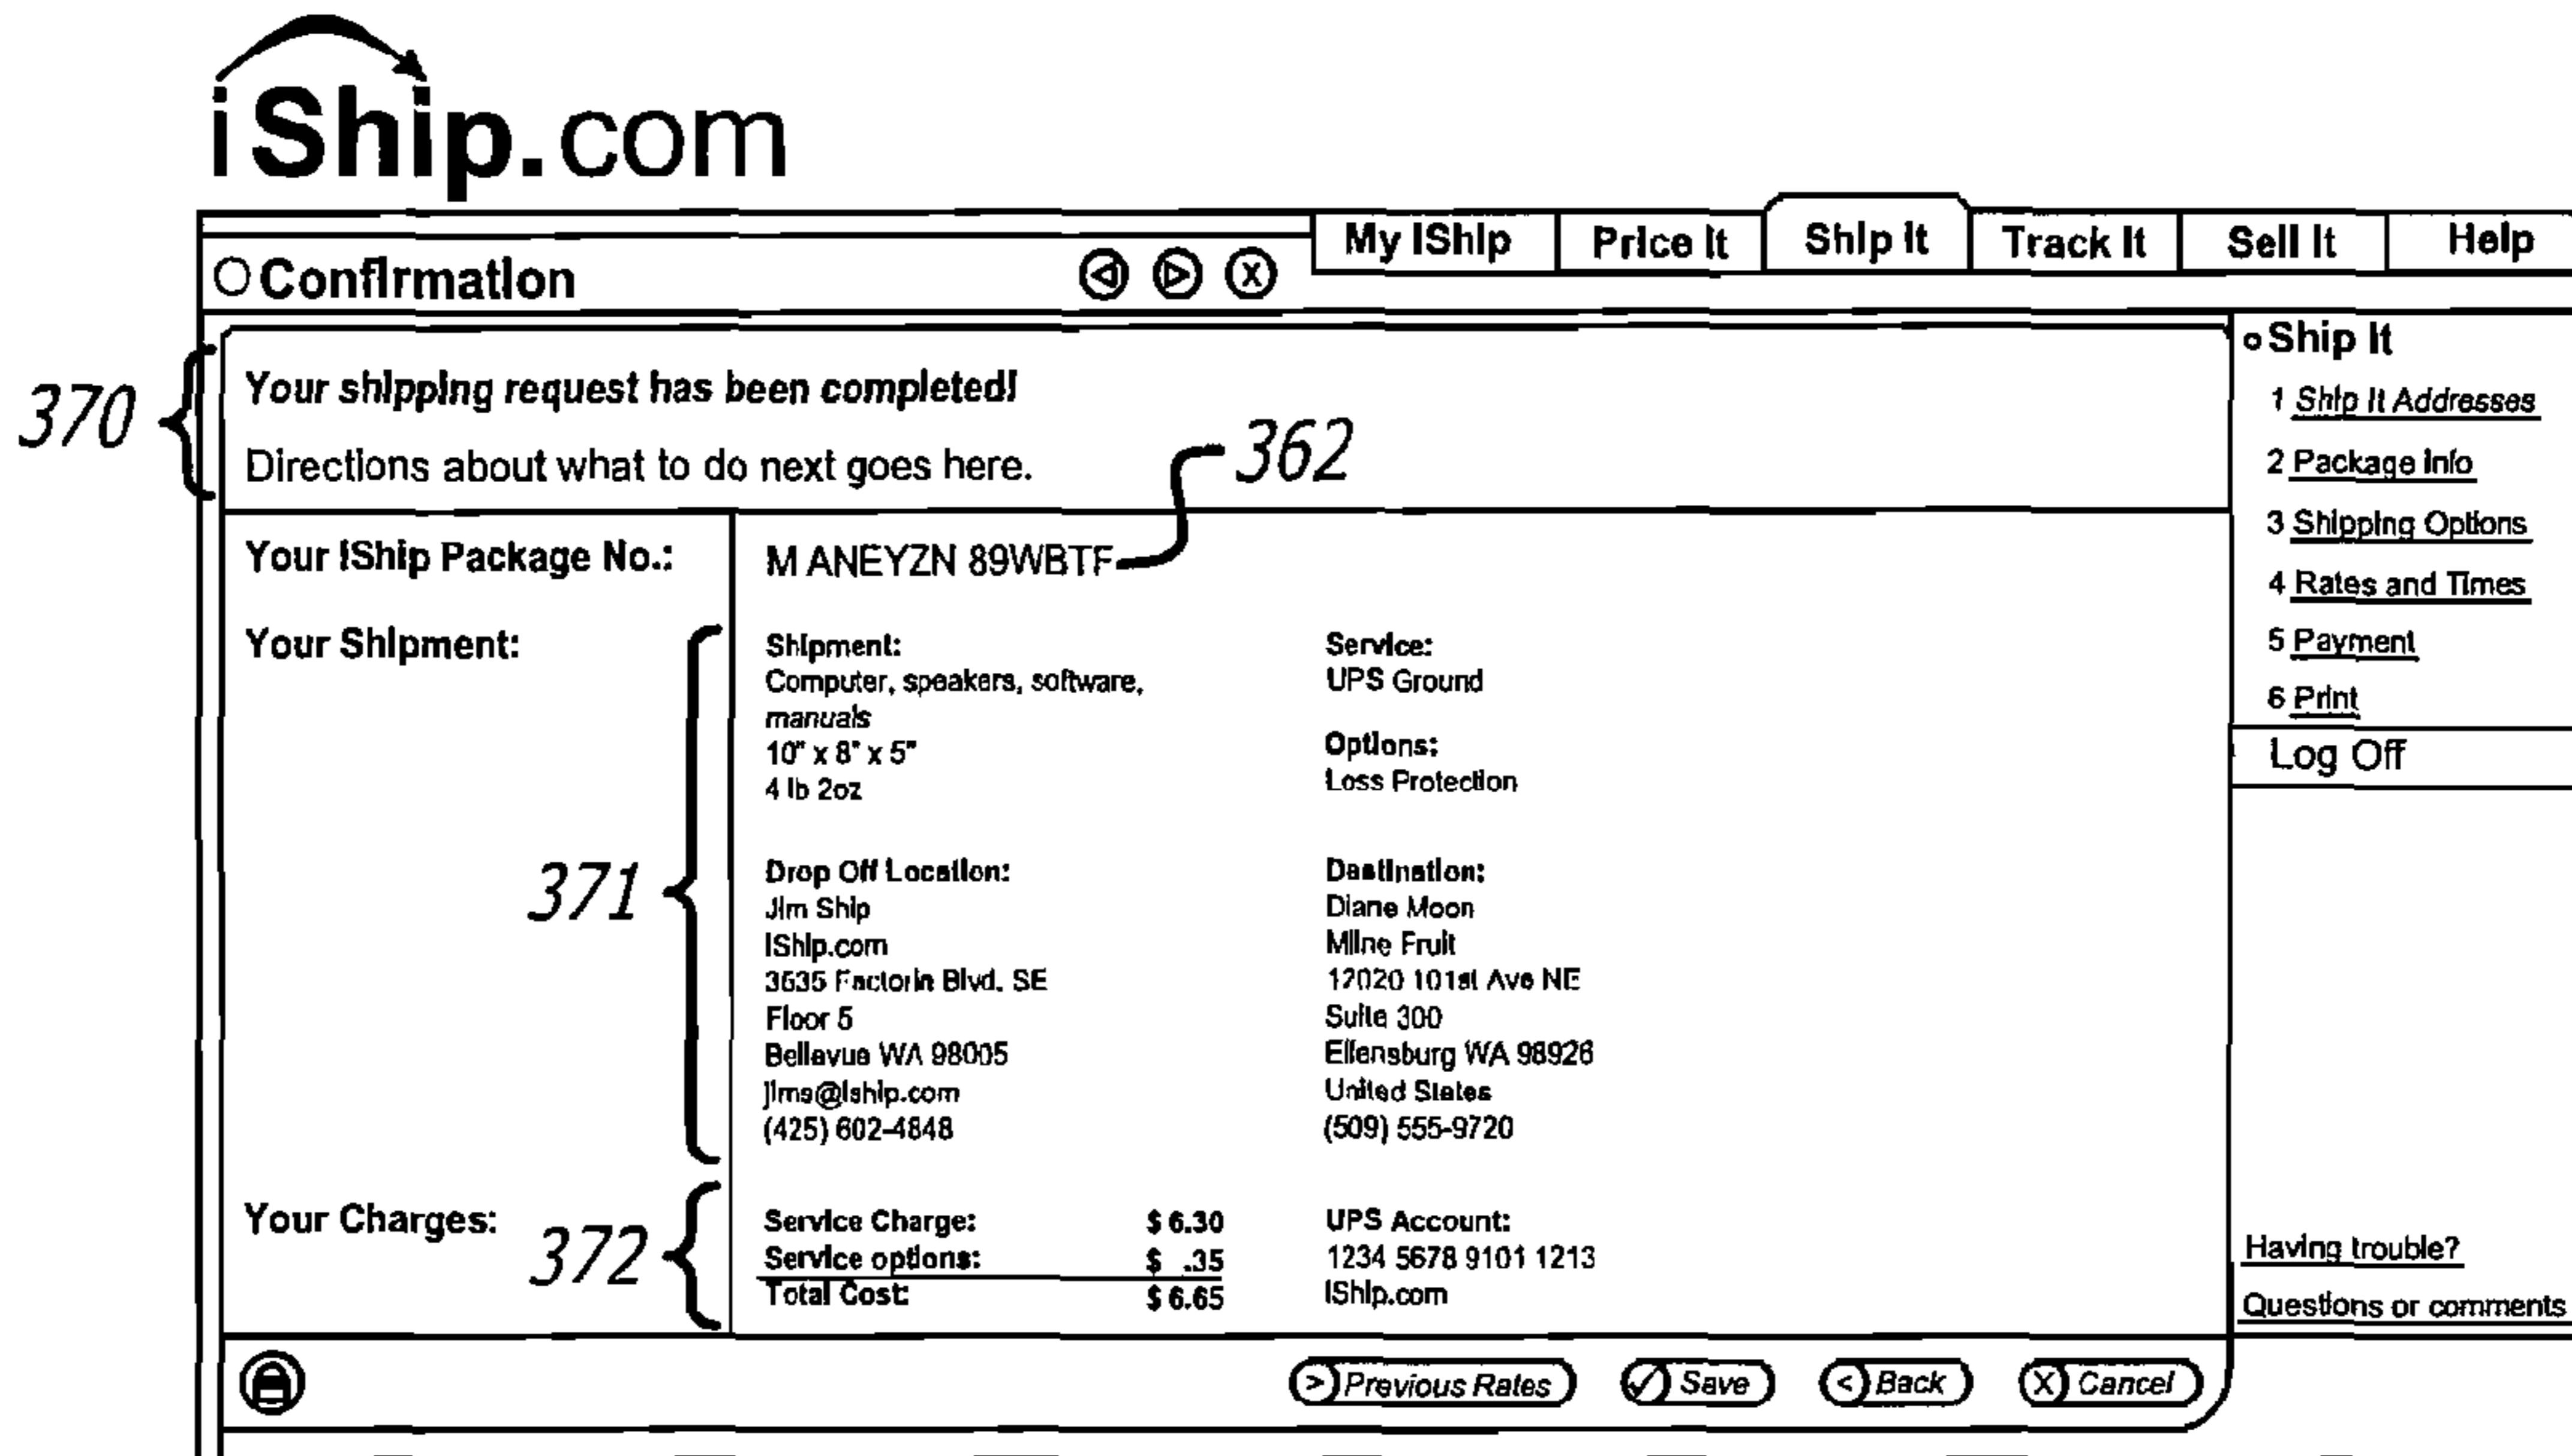 iShip.com
My iShip
Price It
Ship It
Track It
Sell It
Help
Confirmation
370
Your shipping request has been completed!
Directions about what to do next goes here.
362
Your iShip Package No.:
M ANEYZN 89WBTF
Your Shipment:
371
Shipment:
Computer, speakers, software,
manuals
10" x 8" x 5"
4 lb 2oz
Service:
UPS Ground
Options:
Loss Protection
Drop Off Location:
Jim Ship
iShip.com
3635 Factoria Blvd. SE
Floor 5
Bellevue WA 98005
jims@iship.com
(425) 602-4848
Destination:
Diane Moon
Milne Fruit
12020 101st Ave NE
Suite 300
Ellensburg WA 98926
United States
(509) 555-9720
Your Charges:
372
Service Charge: $ 6.30
Service options: $ .35
Total Cost: $ 6.65
UPS Account:
1234 5678 9101 1213
iShip.com
Previous Rates
Save
Back
Cancel
Ship It
1 Ship It Addresses
2 Package Info
3 Shipping Options
4 Rates and Times
5 Payment
6 Print
Log Off
Having trouble?
Questions or comments